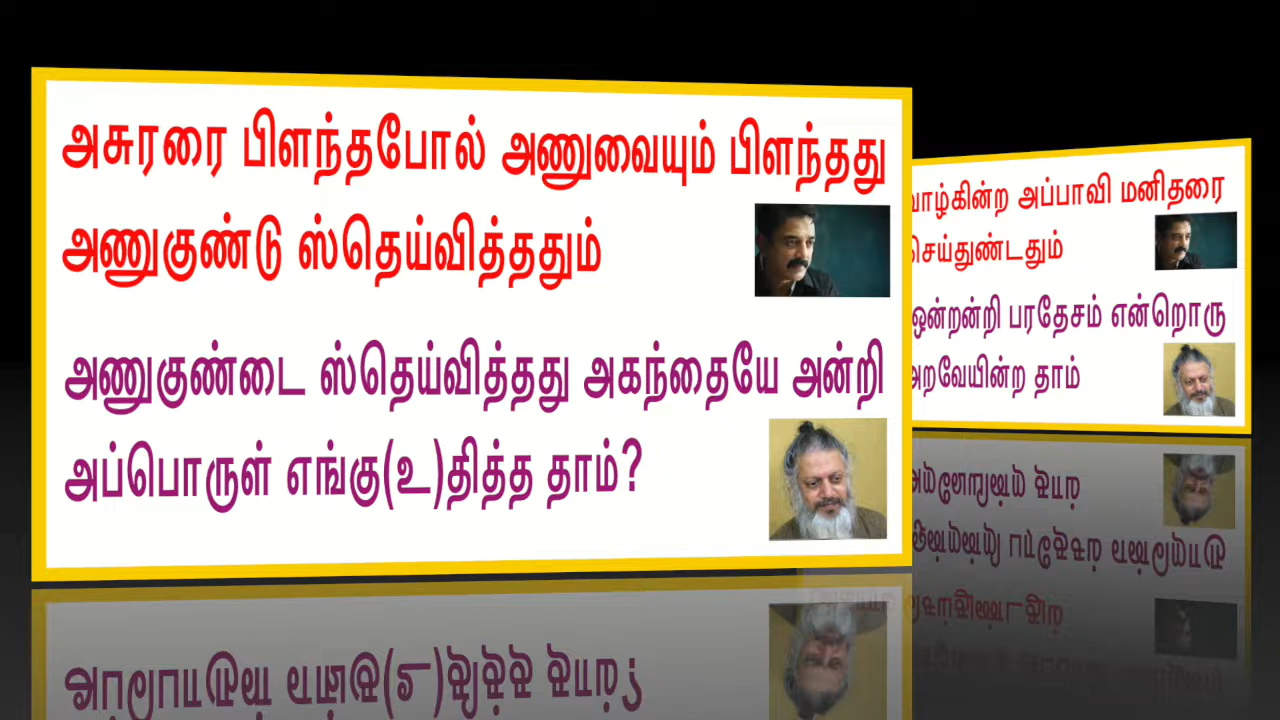 அசுரரை பிளந்தபோல் அணுவையும் பிளந்தது
அணுகுண்டு ஸ்தெய்வித்ததும்
அணுகுண்டை ஸ்தெய்வித்தது அகந்தையே அன்றி
அப்பொருள் எங்கு(உ)தித்த தாம்?
வாழ்கின்ற அப்பாவி மனிதரை
செய்துண்டதும்
ஒன்றன்றி பரதேசம் என்றொரு
அறவேயின்ற தாம்